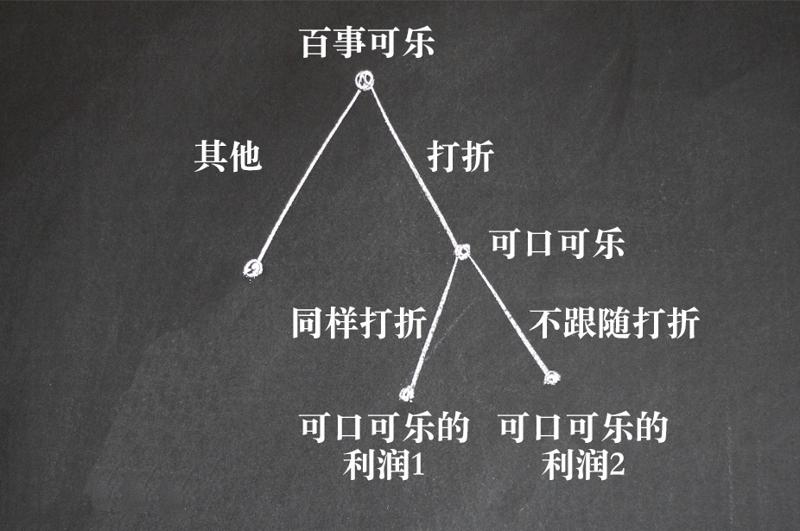 百事可乐
其他
打折
可口可乐
同样打折
不跟随打折
可口可乐的
利润1
可口可乐的
利润2